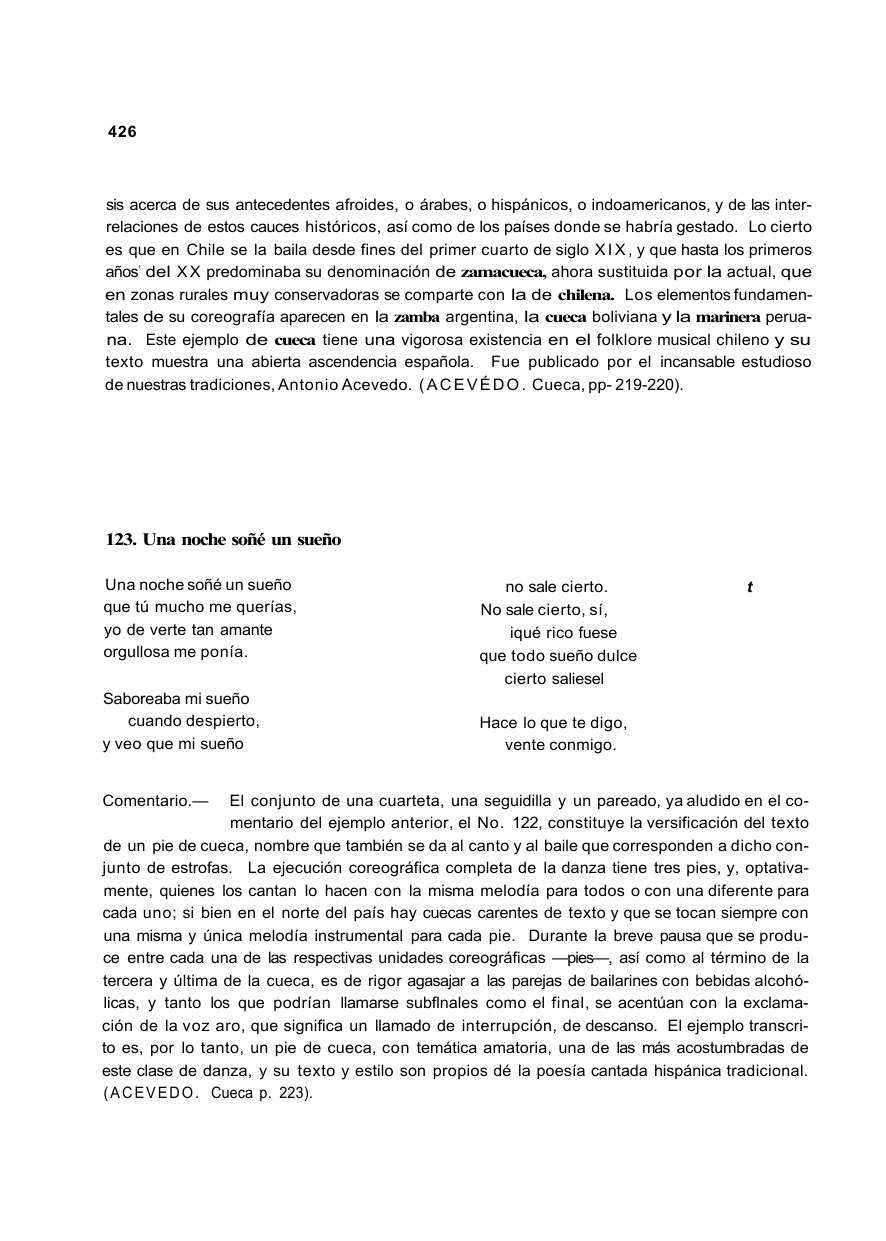 426
sis acerca de sus antecedentes afroides, o árabes, o hispánicos, o indoamericanos, y de las inter-
relaciones de estos cauces históricos, así como de los países donde se habría gestado. Lo cierto
es que en Chile se la baila desde fines del primer cuarto de siglo XIX, y que hasta los primeros
años' del XX predominaba su denominación de zamacueca, ahora sustituida por la actual, que
en zonas rurales muy conservadoras se comparte con la de chilena. Los elementos fundamen-
tales de su coreografía aparecen en la zamba argentina, la cueca boliviana y la marinera perua-
na. Este ejemplo de cueca tiene una vigorosa existencia en el folklore musical chileno y su
texto muestra una abierta ascendencia española. Fue publicado por el incansable estudioso
de nuestras tradiciones, Antonio Acevedo. (ACEVÉDO. Cueca, pp- 219-220).
123. Una noche soñé un sueño
Una noche soñé un sueño
que tú mucho me querías,
yo de verte tan amante
orgullosa me ponía.
Saboreaba mi sueño
cuando despierto,
y veo que mi sueño
no sale cierto. t
No sale cierto, sí,
iqué rico fuese
que todo sueño dulce
cierto saliesel
Hace lo que te digo,
vente conmigo.
Comentario.— El conjunto de una cuarteta, una seguidilla y un pareado, ya aludido en el co-
mentario del ejemplo anterior, el No. 122, constituye la versificación del texto
de un pie de cueca, nombre que también se da al canto y al baile que corresponden a dicho con-
junto de estrofas. La ejecución coreográfica completa de la danza tiene tres pies, y, optativa-
mente, quienes los cantan lo hacen con la misma melodía para todos o con una diferente para
cada uno; si bien en el norte del país hay cuecas carentes de texto y que se tocan siempre con
una misma y única melodía instrumental para cada pie. Durante la breve pausa que se produ-
ce entre cada una de las respectivas unidades coreográficas —pies—, así como al término de la
tercera y última de la cueca, es de rigor agasajar a las parejas de bailarines con bebidas alcohó-
licas, y tanto los que podrían llamarse subflnales como el final, se acentúan con la exclama-
ción de la voz aro, que significa un llamado de interrupción, de descanso. El ejemplo transcri-
to es, por lo tanto, un pie de cueca, con temática amatoria, una de las más acostumbradas de
este clase de danza, y su texto y estilo son propios dé la poesía cantada hispánica tradicional.
(ACEVEDO. Cueca p. 223).